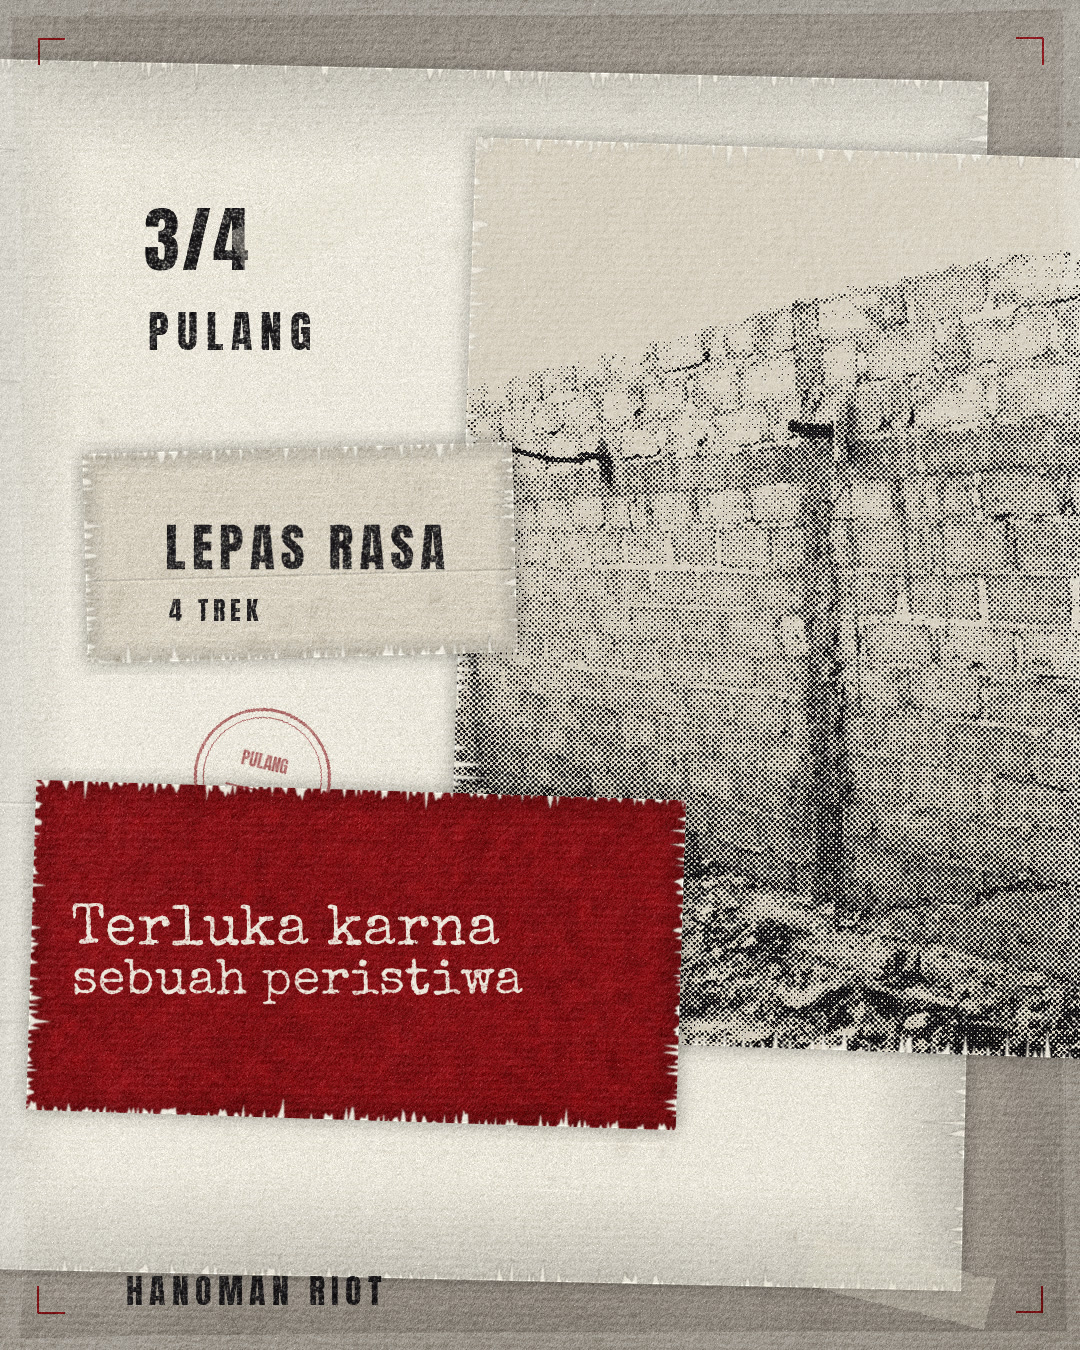 3/4
PULANG
LEPAS RASA
4 TREK
PULANG
Terluka karna
sebuah peristiwa
HANOMAN RIOT